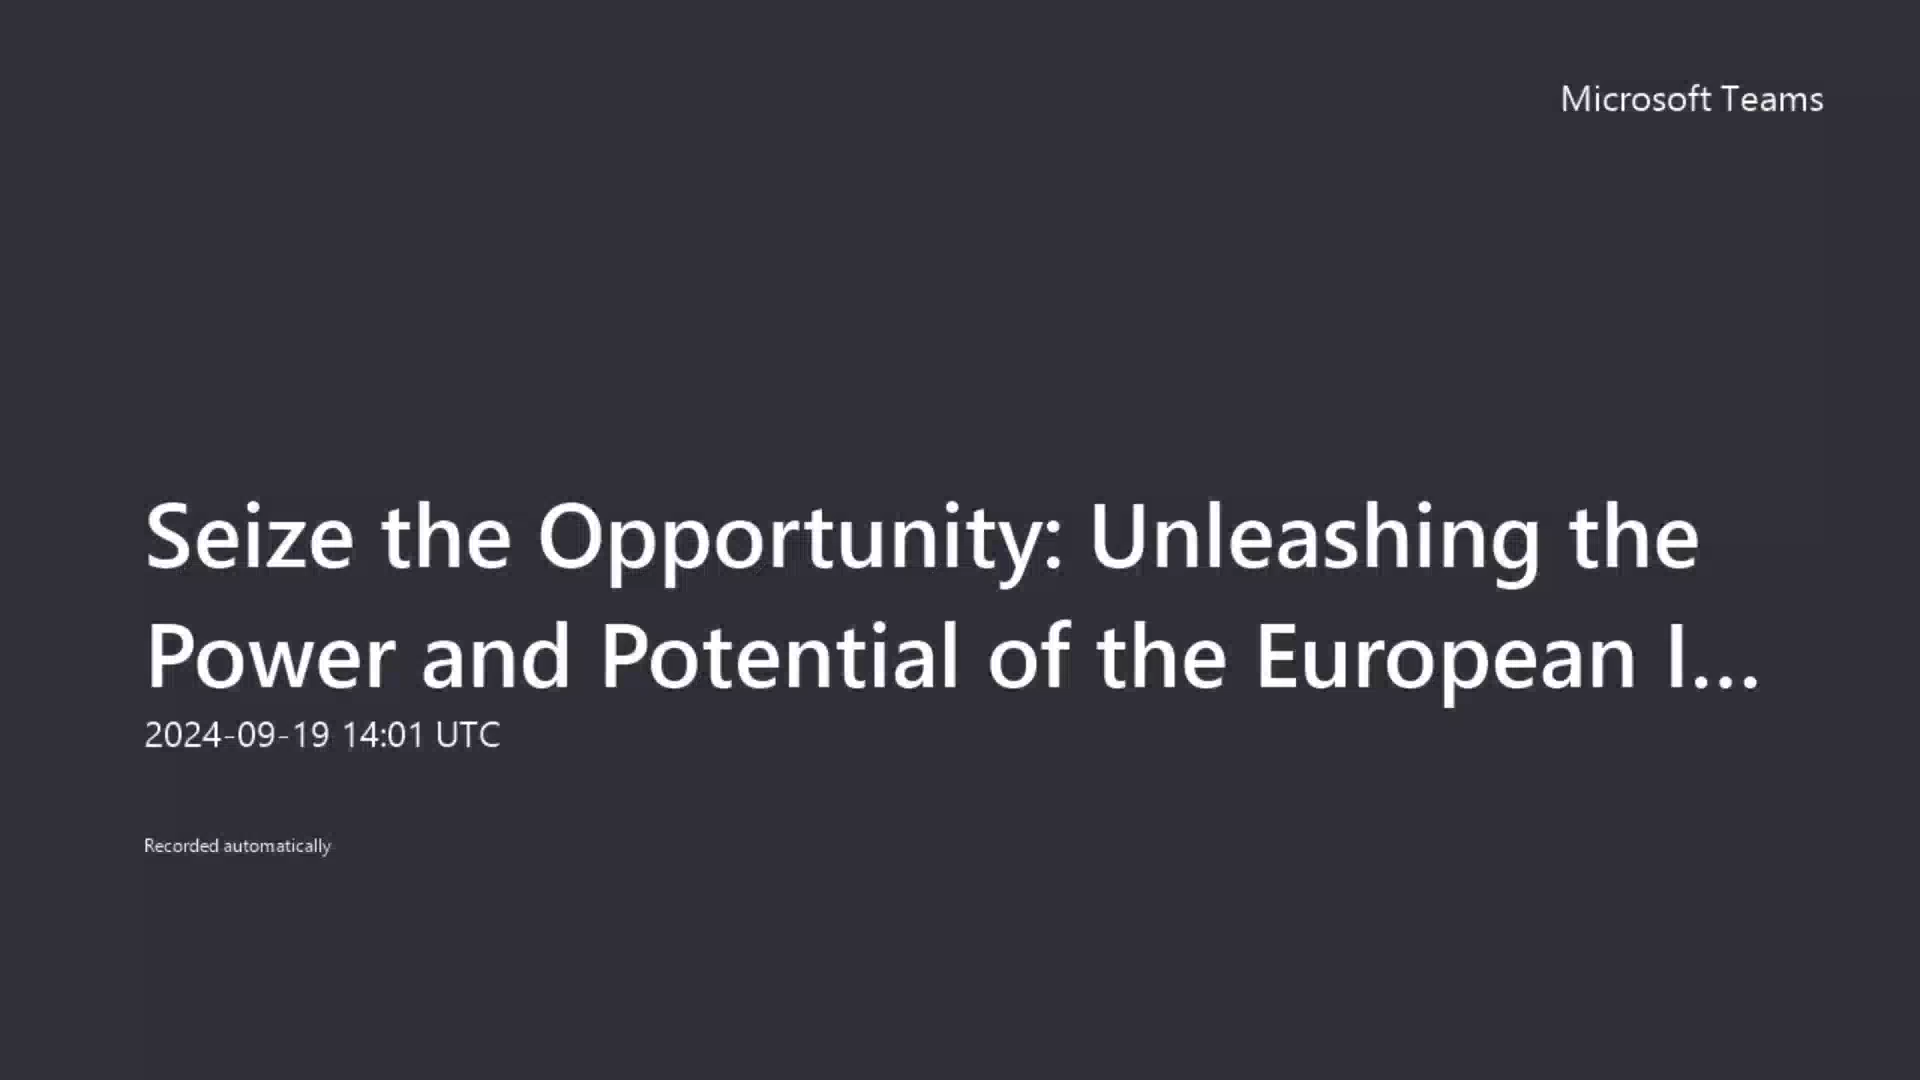 Microsoft Teams
Seize the Opportunity: Unleashing the
Power and Potential of the European I...
2024-09-19 14:01 UTC
Recorded automatically